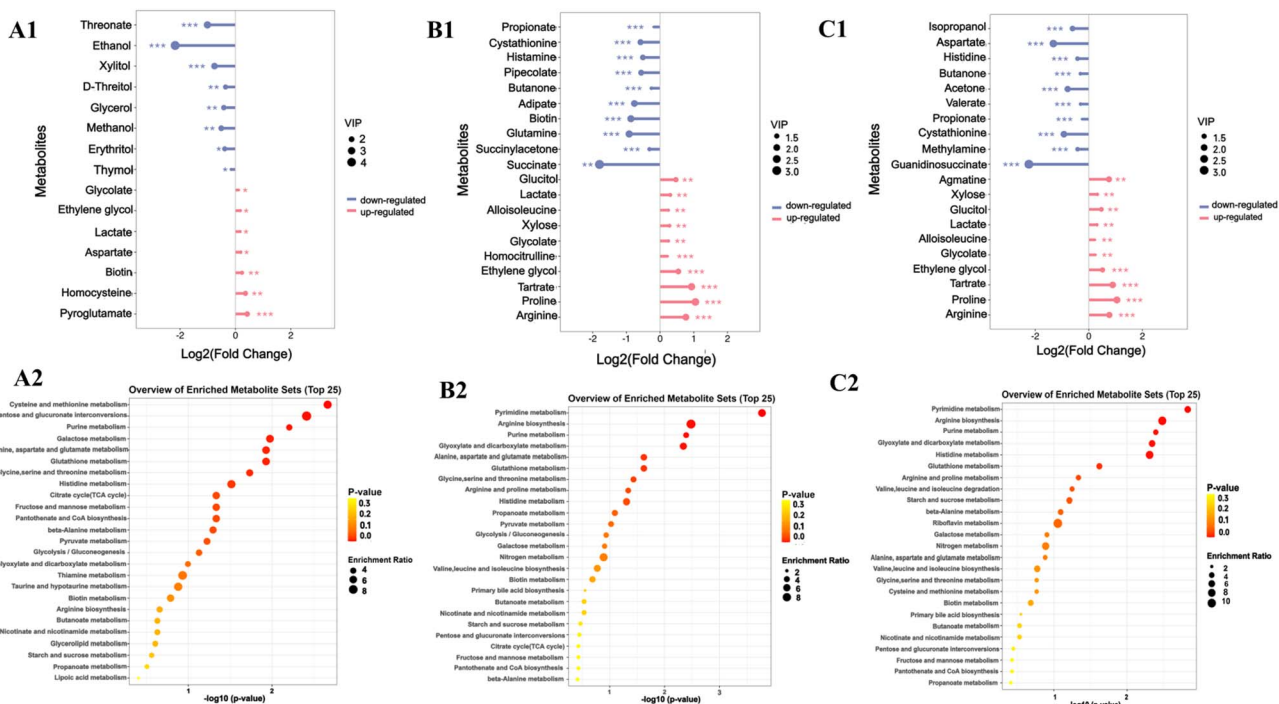 A1
Metabolites
Threonate
***
Ethanol
***
Xylitol
***
D-Threitol
**
Glycerol
**
Methanol
**
Erythritol
*
Thymol
*
Glycolate
*
Ethylene glycol
*
Lactate
*
Aspartate
*
Biotin
**
Homocysteine
**
Pyroglutamate
***
-2
0
2
Log2(Fold Change)
VIP
2
3
4
down-regulated
up-regulated
B1
Metabolites
Propionate
***
Cystathionine
***
Histamine
***
Pipecolate
***
Butanone
***
Adipate
***
Biotin
***
Glutamine
***
Succinylacetone
***
Succinate
**
Glucitol
**
Lactate
**
Alloisoleucine
**
Xylose
**
Glycolate
**
Homocitrulline
***
Ethylene glycol
***
Tartrate
***
Proline
***
Arginine
***
-2
-1
0
1
2
Log2(Fold Change)
VIP
1.5
2.0
2.5
3.0
down-regulated
up-regulated
C1
Metabolites
Isopropanol
***
Aspartate
***
Histidine
***
Butanone
***
Acetone
***
Valerate
***
Propionate
***
Cystathionine
***
Methylamine
***
Guanidinosuccinate
***
Agmatine
**
Xylose
**
Glucitol
**
Lactate
**
Alloisoleucine
**
Glycolate
**
Ethylene glycol
***
Tartrate
***
Proline
***
Arginine
***
-2
0
2
Log2(Fold Change)
VIP
1.5
2.0
2.5
3.0
down-regulated
up-regulated
A2
Overview of Enriched Metabolite Sets (Top 25)
Cysteine and methionine metabolism
entose and glucuronate interconversions
Purine metabolism
Galactose metabolism
nine, aspartate and glutamate metabolism
Glutathione metabolism
Glycine,serine and threonine metabolism
Histidine metabolism
Citrate cycle(TCA cycle)
Fructose and mannose metabolism
Pantothenate and CoA biosynthesis
beta-Alanine metabolism
Pyruvate metabolism
Glycolysis / Gluconeogenesis
lyoxylate and dicarboxylate metabolism
Thiamine metabolism
Taurine and hypotaurine metabolism
Biotin metabolism
Arginine biosynthesis
Butanoate metabolism
Nicotinate and nicotinamide metabolism
Glycerolipid metabolism
Starch and sucrose metabolism
Propanoate metabolism
Lipoic acid metabolism
1
2
-log10 (p-value)
P-value
0.3
0.2
0.1
0.0
Enrichment Ratio
4
6
8
B2
Overview of Enriched Metabolite Sets (Top 25)
Pyrimidine metabolism
Arginine biosynthesis
Purine metabolism
Glyoxylate and dicarboxylate metabolism
Alanine, aspartate and glutamate metabolism
Glutathione metabolism
Glycine,serine and threonine metabolism
Arginine and proline metabolism
Histidine metabolism
Propanoate metabolism
Pyruvate metabolism
Glycolysis / Gluconeogenesis
Galactose metabolism
Nitrogen metabolism
Valine,leucine and isoleucine biosynthesis
Biotin metabolism
Primary bile acid biosynthesis
Butanoate metabolism
Nicotinate and nicotinamide metabolism
Starch and sucrose metabolism
Pentose and glucuronate interconversions
Citrate cycle(TCA cycle)
Fructose and mannose metabolism
Pantothenate and CoA biosynthesis
beta-Alanine metabolism
1
2
3
-log10 (p-value)
P-value
0.3
0.2
0.1
0.0
Enrichment Ratio
2
4
6
8
C2
Overview of Enriched Metabolite Sets (Top 25)
Pyrimidine metabolism
Arginine biosynthesis
Purine metabolism
Glyoxylate and dicarboxylate metabolism
Histidine metabolism
Glutathione metabolism
Arginine and proline metabolism
Valine,leucine and isoleucine degradation
Starch and sucrose metabolism
beta-Alanine metabolism
Riboflavin metabolism
Galactose metabolism
Nitrogen metabolism
Alanine, aspartate and glutamate metabolism
Valine,leucine and isoleucine biosynthesis
Glycine,serine and threonine metabolism
Cysteine and methionine metabolism
Biotin metabolism
Primary bile acid biosynthesis
Butanoate metabolism
Nicotinate and nicotinamide metabolism
Pentose and glucuronate interconversions
Fructose and mannose metabolism
Pantothenate and CoA biosynthesis
Propanoate metabolism
1
2
-log10 (p-value)
P-value
0.3
0.2
0.1
0.0
Enrichment Ratio
2
4
6
8
10